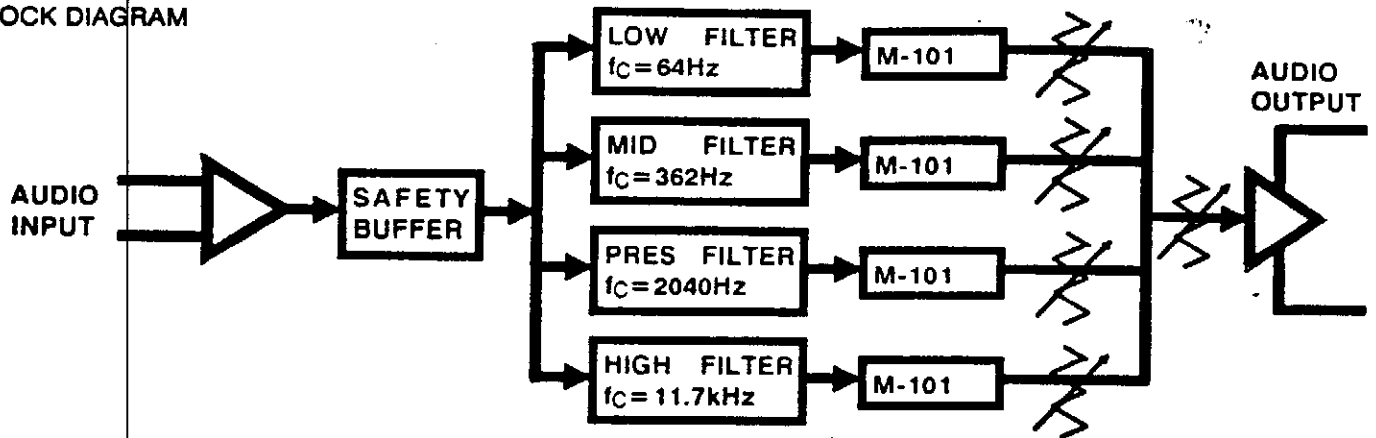 OCK DIAGRAM
AUDIO
INPUT
SAFETY
BUFFER
LOW FILTER
fC=64Hz
M-101
MID FILTER
fC=362Hz
M-101
PRES FILTER
fC=2040Hz
M-101
HIGH FILTER
fC=11.7kHz
M-101
AUDIO
OUTPUT